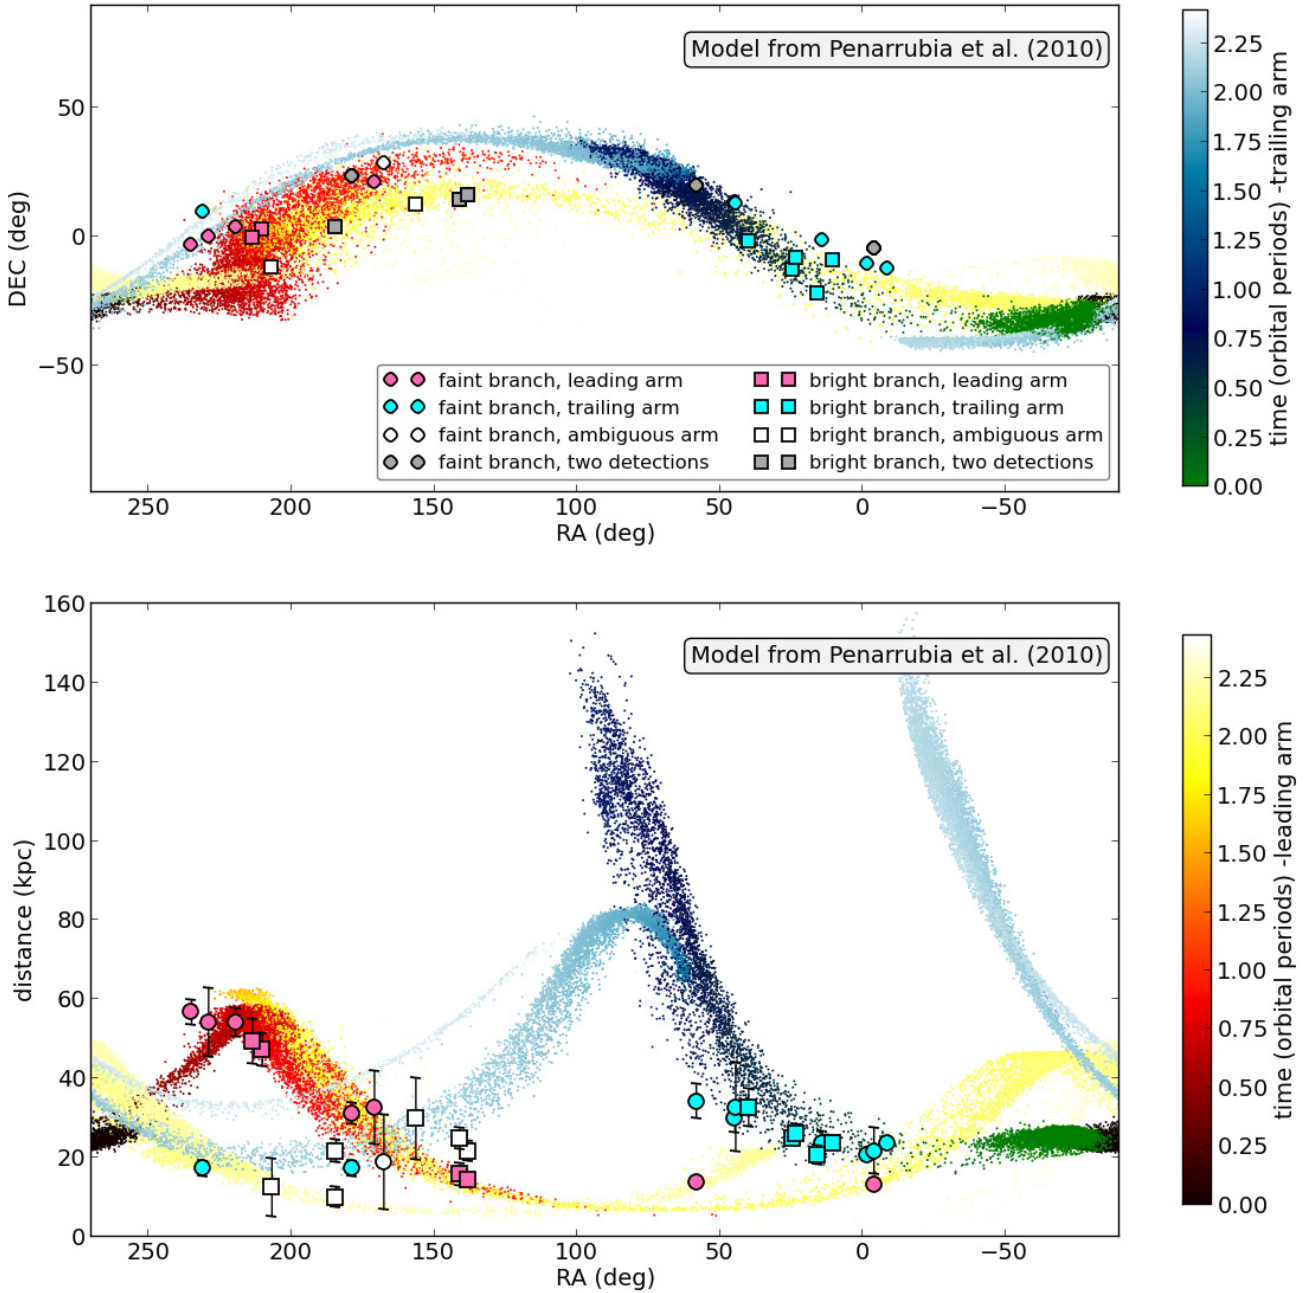 Model from Penarrubia et al. (2010)
50
0
−50
DEC (deg)
faint branch, leading arm
faint branch, trailing arm
faint branch, ambiguous arm
faint branch, two detections
bright branch, leading arm
bright branch, trailing arm
bright branch, ambiguous arm
bright branch, two detections
250 200 150 100 50 0 −50
RA (deg)
2.25
2.00
1.75
1.50
1.25
1.00
0.75
0.50
0.25
0.00
time (orbital periods) -trailing arm
Model from Penarrubia et al. (2010)
160
140
120
100
80
60
40
20
0
distance (kpc)
250 200 150 100 50 0 −50
RA (deg)
2.25
2.00
1.75
1.50
1.25
1.00
0.75
0.50
0.25
0.00
time (orbital periods) -leading arm